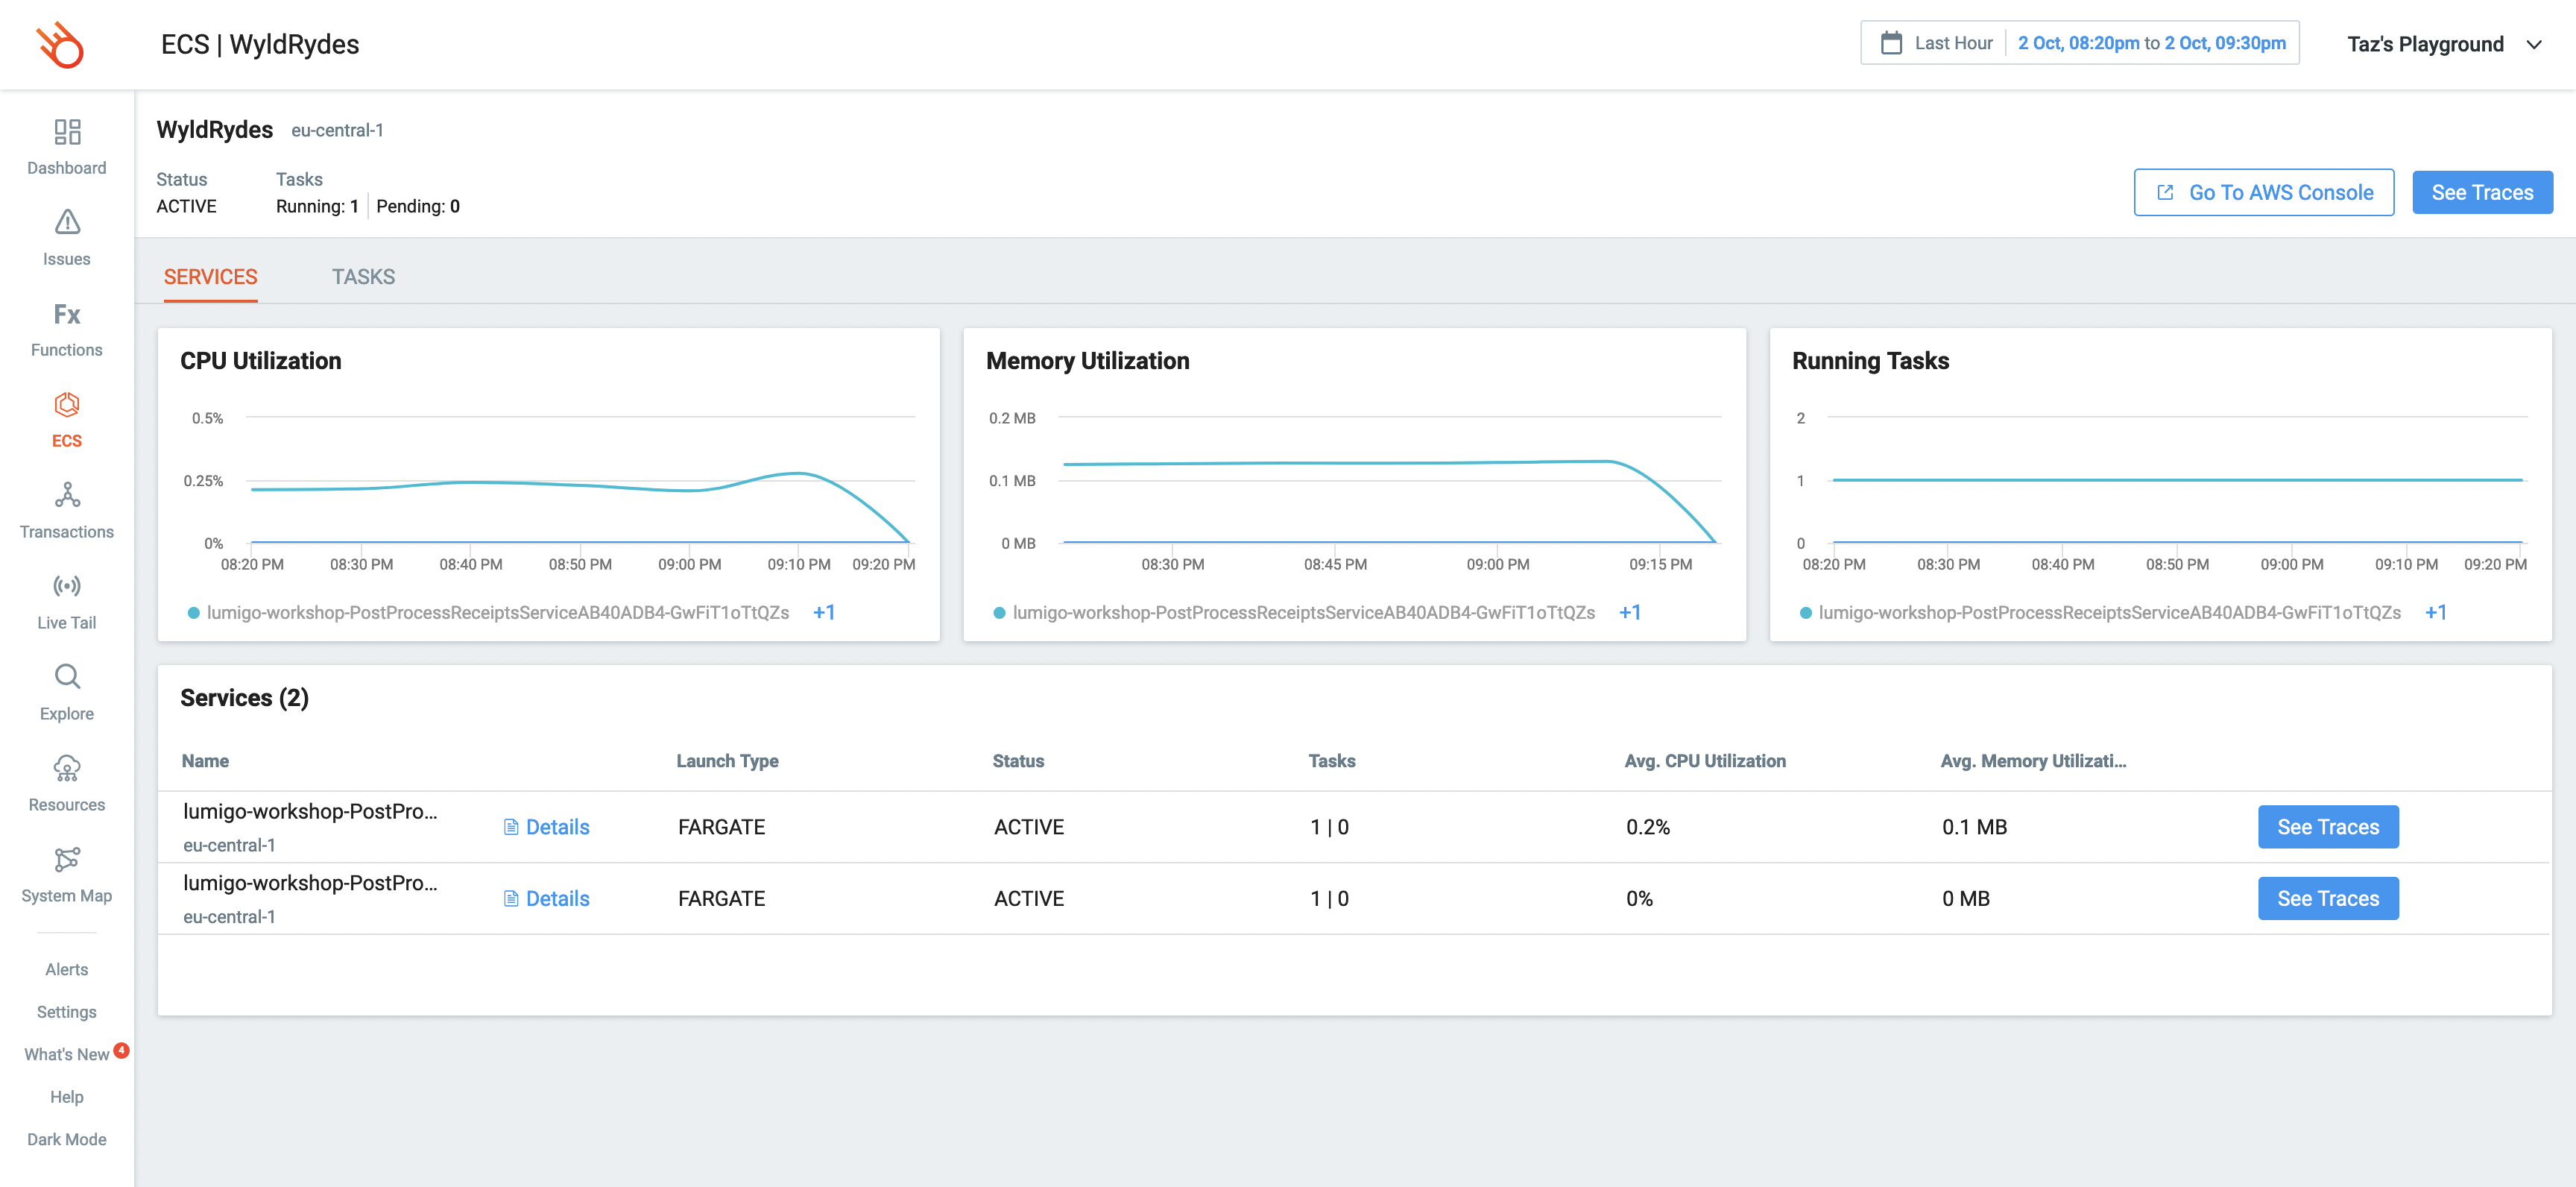 ECS | WyldRydes
Last Hour 2 Oct, 08:20pm to 2 Oct, 09:30pm
Taz's Playground
Dashboard
Issues
Fx
Functions
ECS
Transactions
Live Tail
Explore
Resources
System Map
Alerts
Settings
What's New 4
Help
Dark Mode
WyldRydes eu-central-1
Status Tasks
ACTIVE Running: 1 Pending: 0
Go To AWS Console See Traces
SERVICES TASKS
CPU Utilization
0.5%
0.25%
0%
08:20 PM 08:30 PM 08:40 PM 08:50 PM 09:00 PM 09:10 PM 09:20 PM
lumigo-workshop-PostProcessReceiptsServiceAB40ADB4-GwFiT1oTtQZs +1
Memory Utilization
0.2 MB
0.1 MB
0 MB
08:30 PM 08:45 PM 09:00 PM 09:15 PM
lumigo-workshop-PostProcessReceiptsServiceAB40ADB4-GwFiT1oTtQZs +1
Running Tasks
2
1
0
08:20 PM 08:30 PM 08:40 PM 08:50 PM 09:00 PM 09:10 PM 09:20 PM
lumigo-workshop-PostProcessReceiptsServiceAB40ADB4-GwFiT1oTtQZs +1
Services (2)
Name Launch Type Status Tasks Avg. CPU Utilization Avg. Memory Utilizati...
lumigo-workshop-PostPro... Details FARGATE ACTIVE 1 | 0 0.2% 0.1 MB See Traces
eu-central-1
lumigo-workshop-PostPro... Details FARGATE ACTIVE 1 | 0 0% 0 MB See Traces
eu-central-1